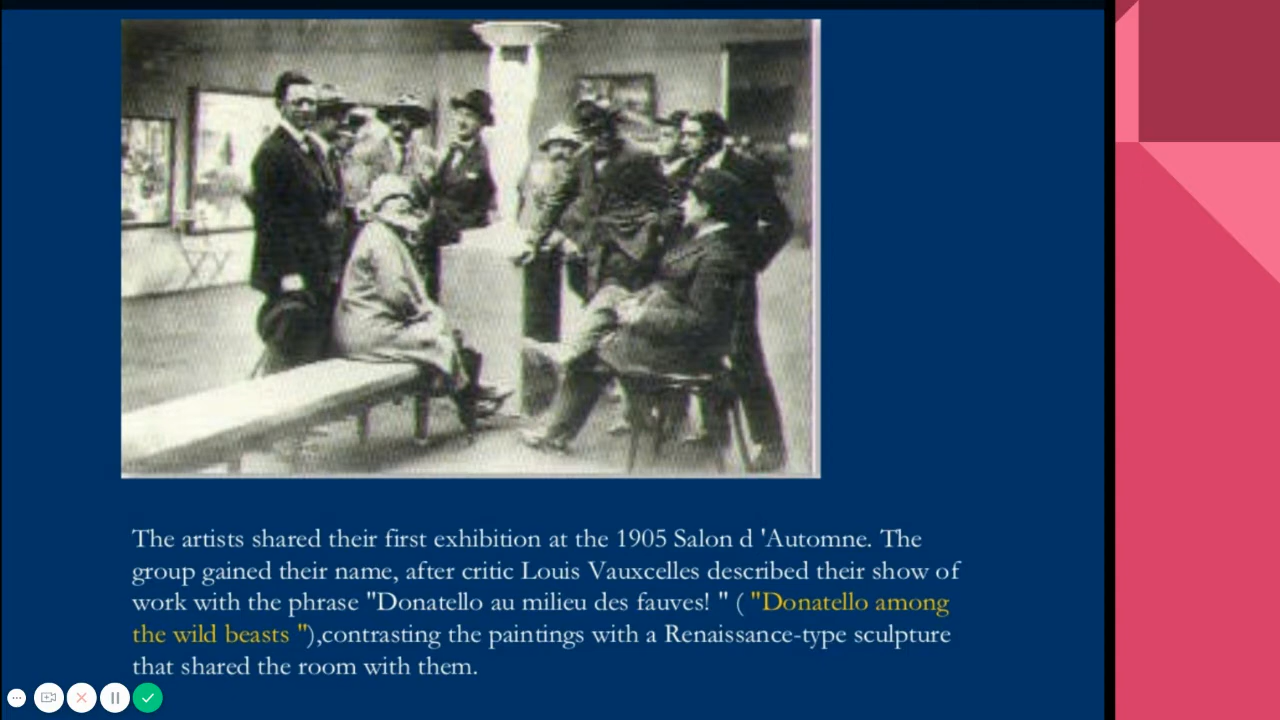 The artists shared their first exhibition at the 1905 Salon d 'Automne. The
group gained their name, after critic Louis Vauxcelles described their show of
work with the phrase "Donatello au milieu des fauves! " ( "Donatello among
the wild beasts "),contrasting the paintings with a Renaissance-type sculpture
that shared the room with them.